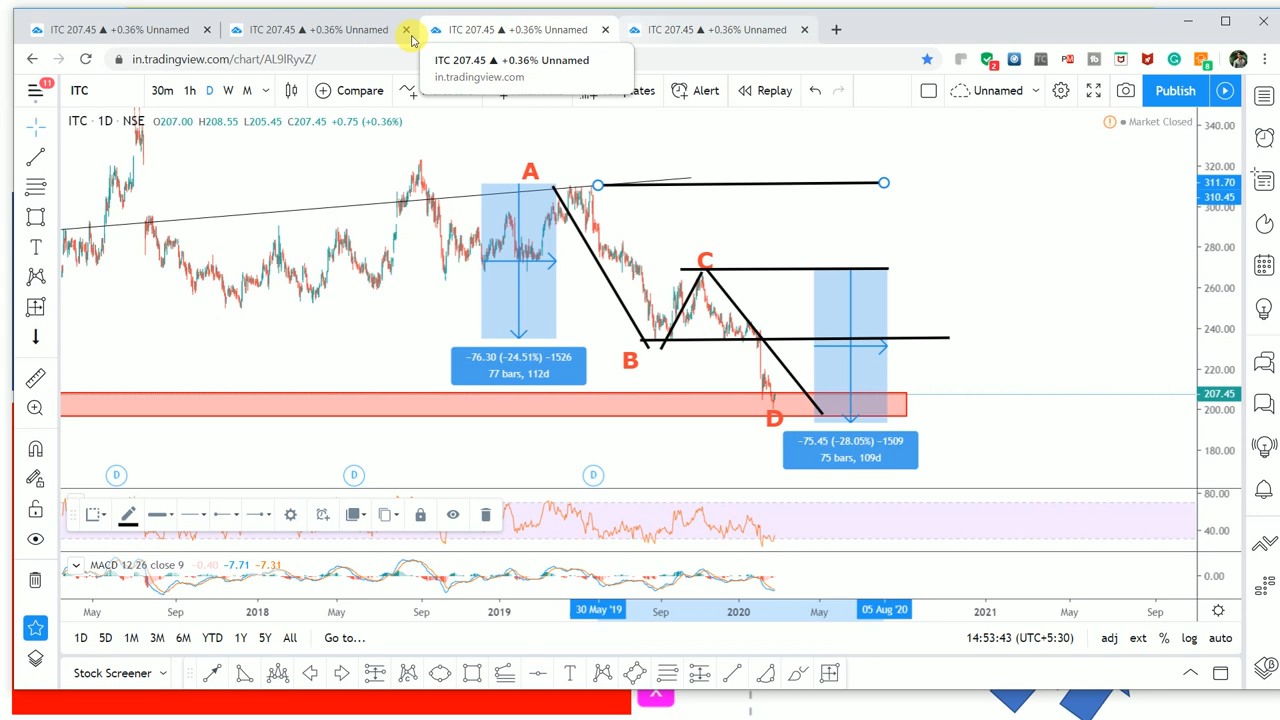 ITC 207.45 ▲ +0.36% Unnamed
ITC 207.45 ▲ +0.36% Unnamed
ITC 207.45 ▲ +0.36% Unnamed
ITC 207.45 ▲ +0.36% Unnamed
in.tradingview.com/chart/AL9lRyvZ/
2
TC
PM
tb
8
ITC 207.45 ▲ +0.36% Unnamed
in.tradingview.com
11
ITC
30m
1h
D
W
M
Compare
lates
Alert
Replay
Unnamed
Publish
ITC · 1D · NSE O207.00 H208.55 L205.45 C207.45 +0.75 (+0.36%)
Market Closed
340.00
320.00
311.70
310.45
300.00
280.00
260.00
240.00
220.00
207.45
200.00
180.00
A
C
B
D
−76.30 (−24.51%) −1526
77 bars, 112d
−75.45 (−28.05%) −1509
75 bars, 109d
D
D
D
80.00
40.00
MACD 12 26 close 9 −0.40 −7.71 −7.31
0.00
May
Sep
2018
May
Sep
2019
30 May '19
Sep
2020
May
05 Aug '20
2021
May
Sep
1D 5D 1M 3M 6M YTD 1Y 5Y All Go to...
14:53:43 (UTC+5:30) adj ext % log auto
Stock Screener
T
T
X